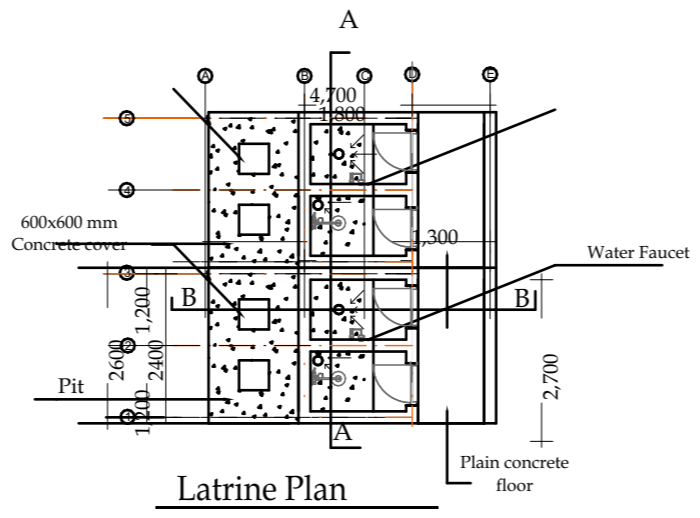 A
A
B
C
D
E
4,700
1,800
5
4
600x600 mm
Concrete cover
1,300
Water Faucet
3
B
B
1,200
2600
2400
2
2,700
Pit
1,200
1
A
Plain concrete
floor
Latrine Plan